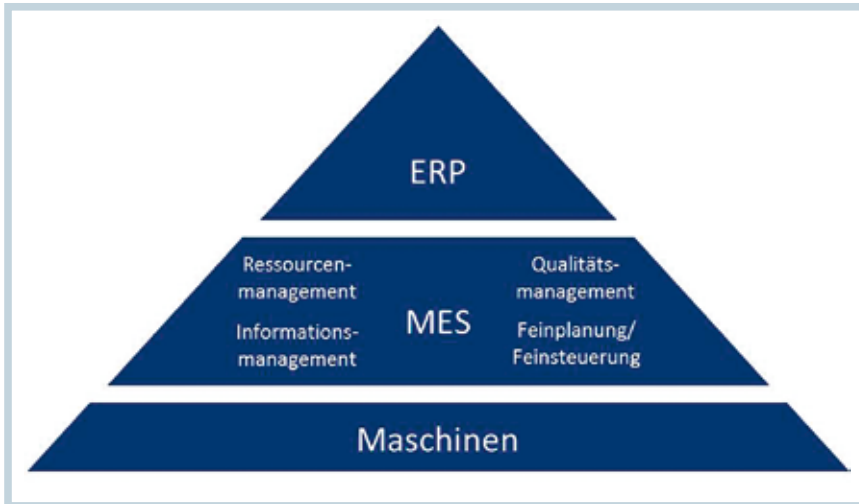 ERP
Ressourcen-
management
Informations-
management
MES
Qualitäts-
management
Feinplanung/
Feinsteuerung
Maschinen